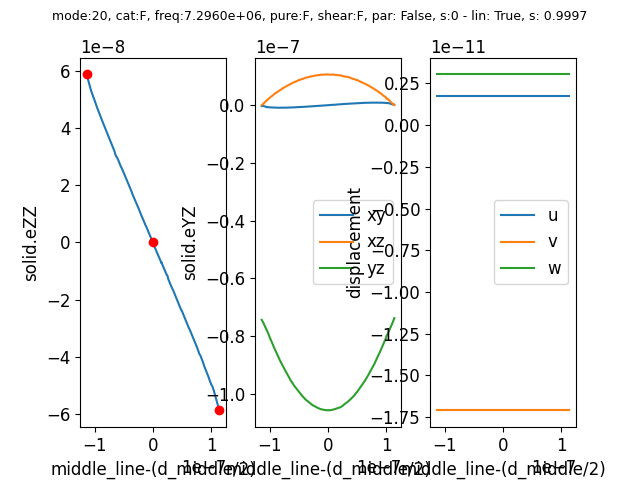 mode:20, cat:F, freq:7.2960e+06, pure:F, shear:F, par: False, s:0 - lin: True, s: 0.9997
1e−8
1e−7
1e−11
6
4
2
0
−2
−4
−6
solid.eZZ
−1
0
1
1e−7
middle_line-(d_middle/2)
0.0
−0.2
−0.4
−0.6
−0.8
−1.0
solid.eYZ
xy
xz
yz
−1
0
1
1e−7
middle_line-(d_middle/2)
0.25
0.00
−0.25
−0.50
−0.75
−1.00
−1.25
−1.50
−1.75
displacement
u
v
w
−1
0
1
1e−7
middle_line-(d_middle/2)